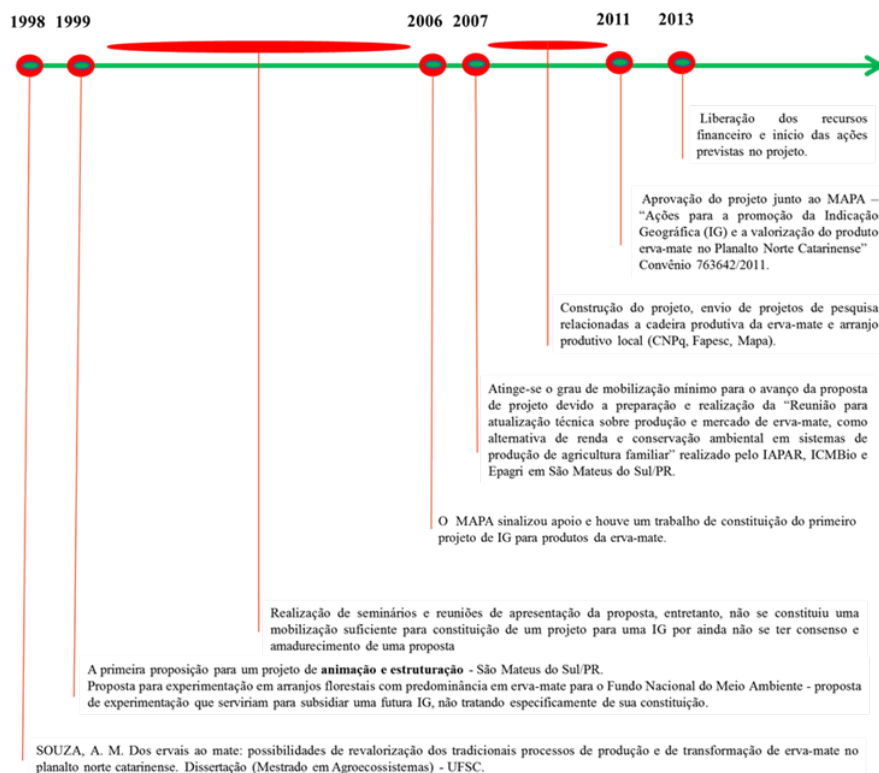 1998 1999 2006 2007 2011 2013
Liberação dos recursos
financeiro e início das ações
previstas no projeto.
Aprovação do projeto junto ao MAPA –
“Ações para a promoção da Indicação
Geográfica (IG) e a valorização do produto
erva-mate no Planalto Norte Catarinense”
Convênio 763642/2011.
Construção do projeto, envio de projetos de pesquisa
relacionadas a cadeira produtiva da erva-mate e arranjo
produtivo local (CNPq, Fapesc, Mapa).
Atinge-se o grau de mobilização mínimo para o avanço da proposta
de projeto devido a preparação e realização da “Reunião para
atualização técnica sobre produção e mercado de erva-mate, como
alternativa de renda e conservação ambiental em sistemas de
produção de agricultura familiar” realizado pelo IAPAR, ICMBio e
Epagri em São Mateus do Sul/PR.
O MAPA sinalizou apoio e houve um trabalho de constituição do primeiro
projeto de IG para produtos da erva-mate.
Realização de seminários e reuniões de apresentação da proposta, entretanto, não se constituiu uma
mobilização suficiente para constituição de um projeto para uma IG por ainda não se ter consenso e
amadurecimento de uma proposta
A primeira proposição para um projeto de animação e estruturação - São Mateus do Sul/PR.
Proposta para experimentação em arranjos florestais com predominância em erva-mate para o Fundo Nacional do Meio Ambiente - proposta
de experimentação que serviriam para subsidiar uma futura IG, não tratando especificamente de sua constituição.
SOUZA, A. M. Dos ervais ao mate: possibilidades de revalorização dos tradicionais processos de produção e de transformação de erva-mate no
planalto norte catarinense. Dissertação (Mestrado em Agroecossistemas) - UFSC.